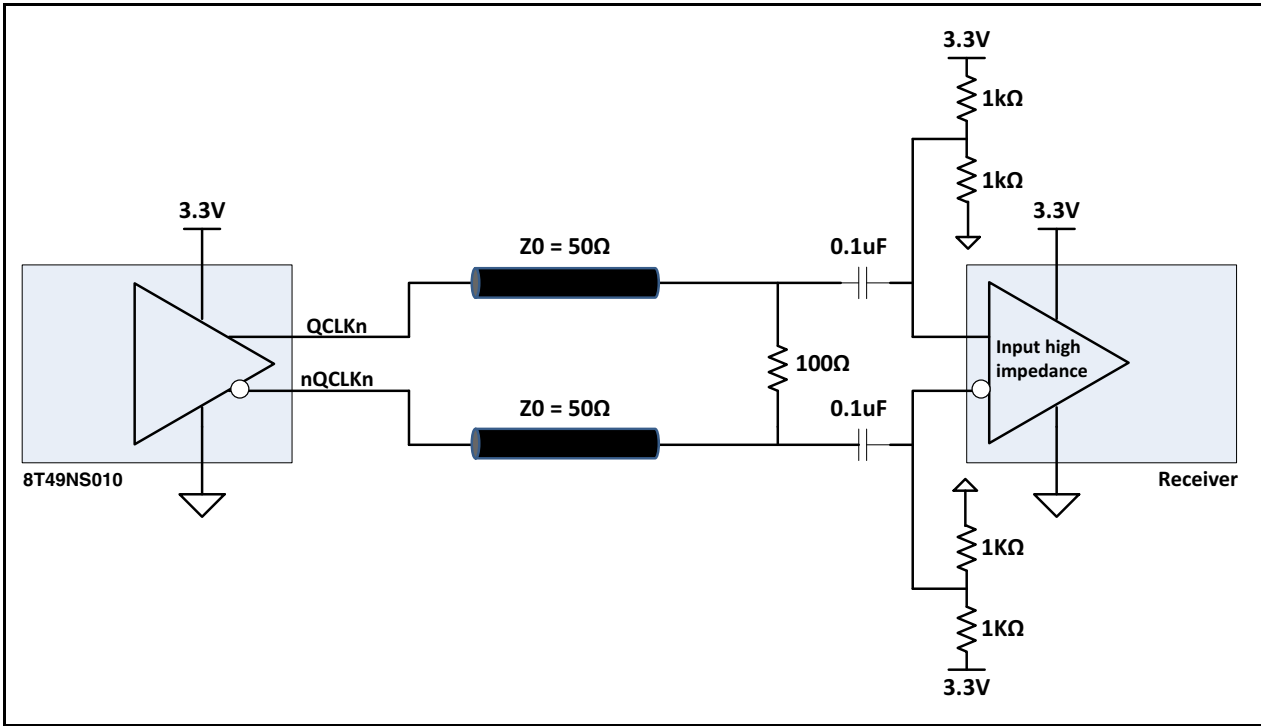 3.3V
1kΩ
1kΩ
3.3V
3.3V
Z0 = 50Ω
0.1uF
QCLKn
Input high
impedance
100Ω
nQCLKn
Z0 = 50Ω
0.1uF
8T49NS010
Receiver
1KΩ
1KΩ
3.3V